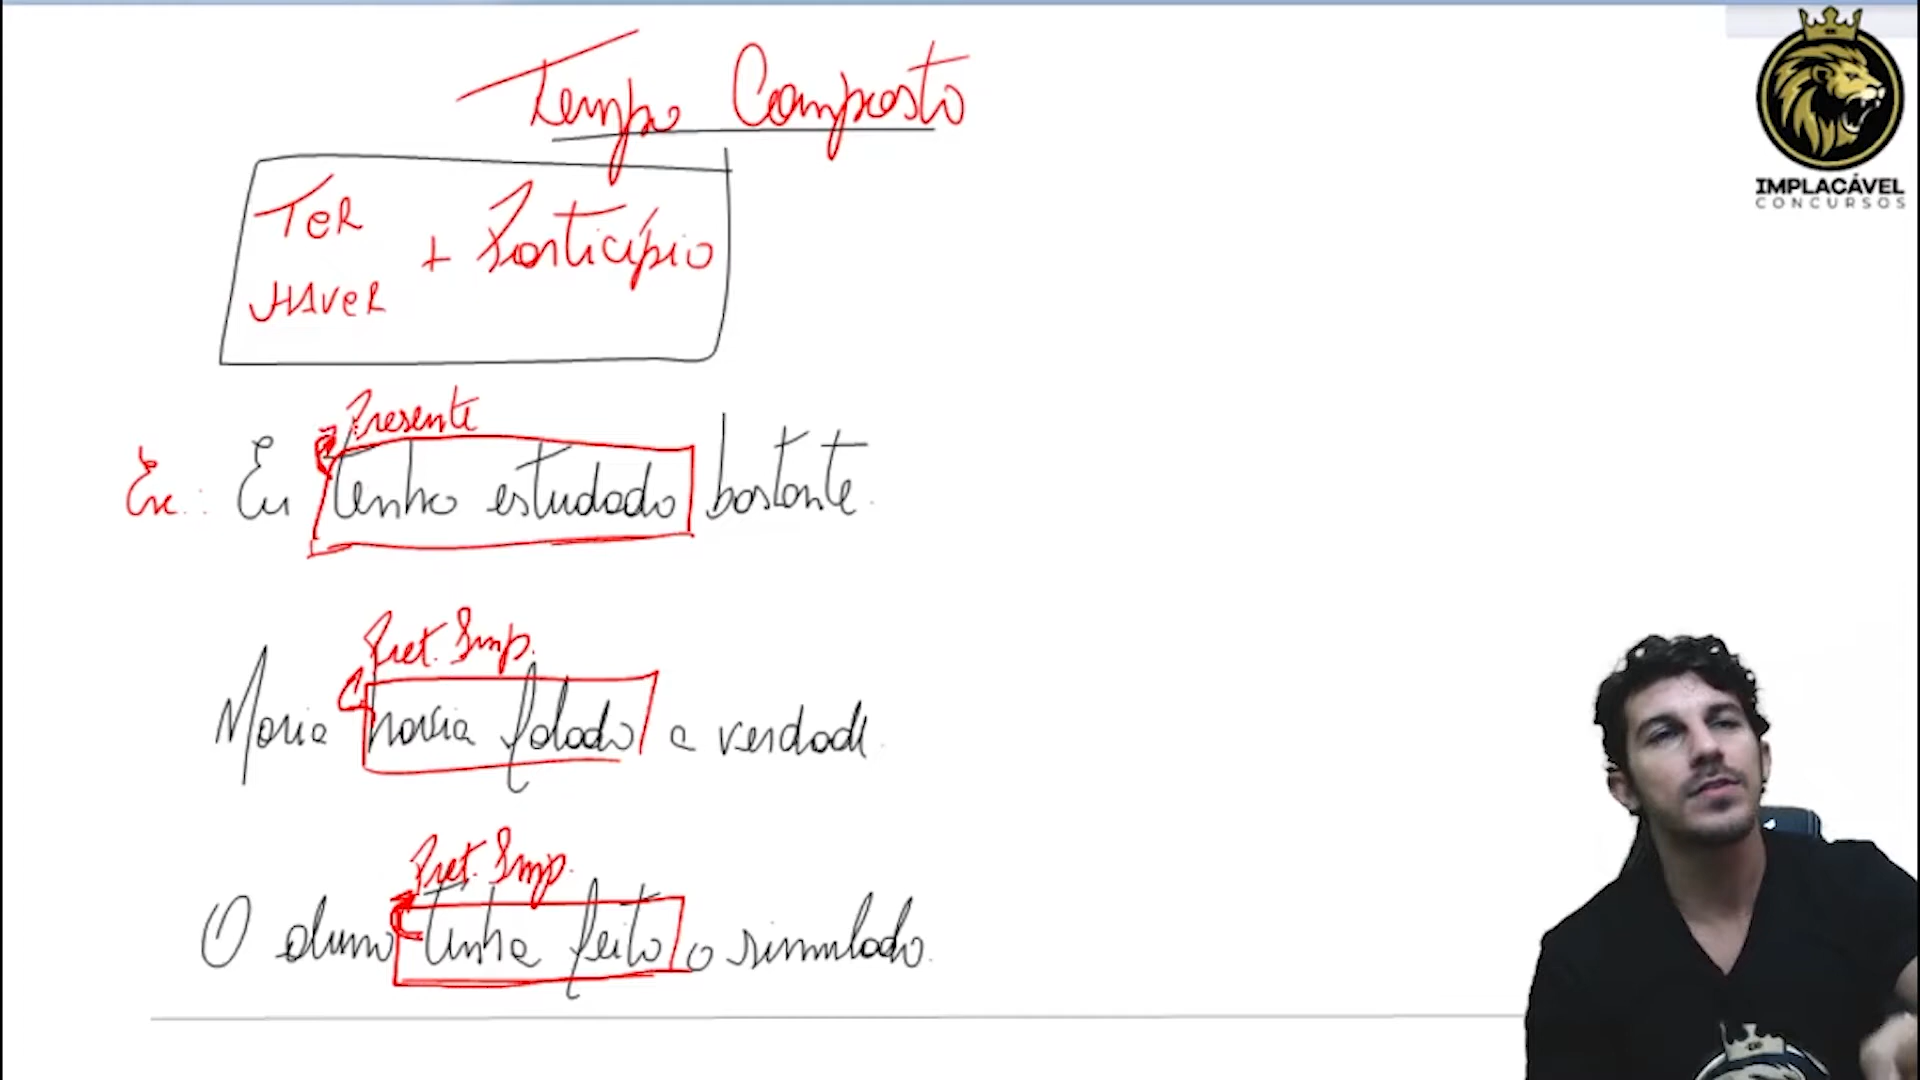 Tempo Composto
IMPLACÁVEL
CONCURSOS
TER
HAVER
+ Particípio
Presente
Ex.: Eu tenho estudado bastante.
Pret. Imp.
Maria havia falado a verdade.
Pret. Imp.
O aluno tinha feito o simulado.